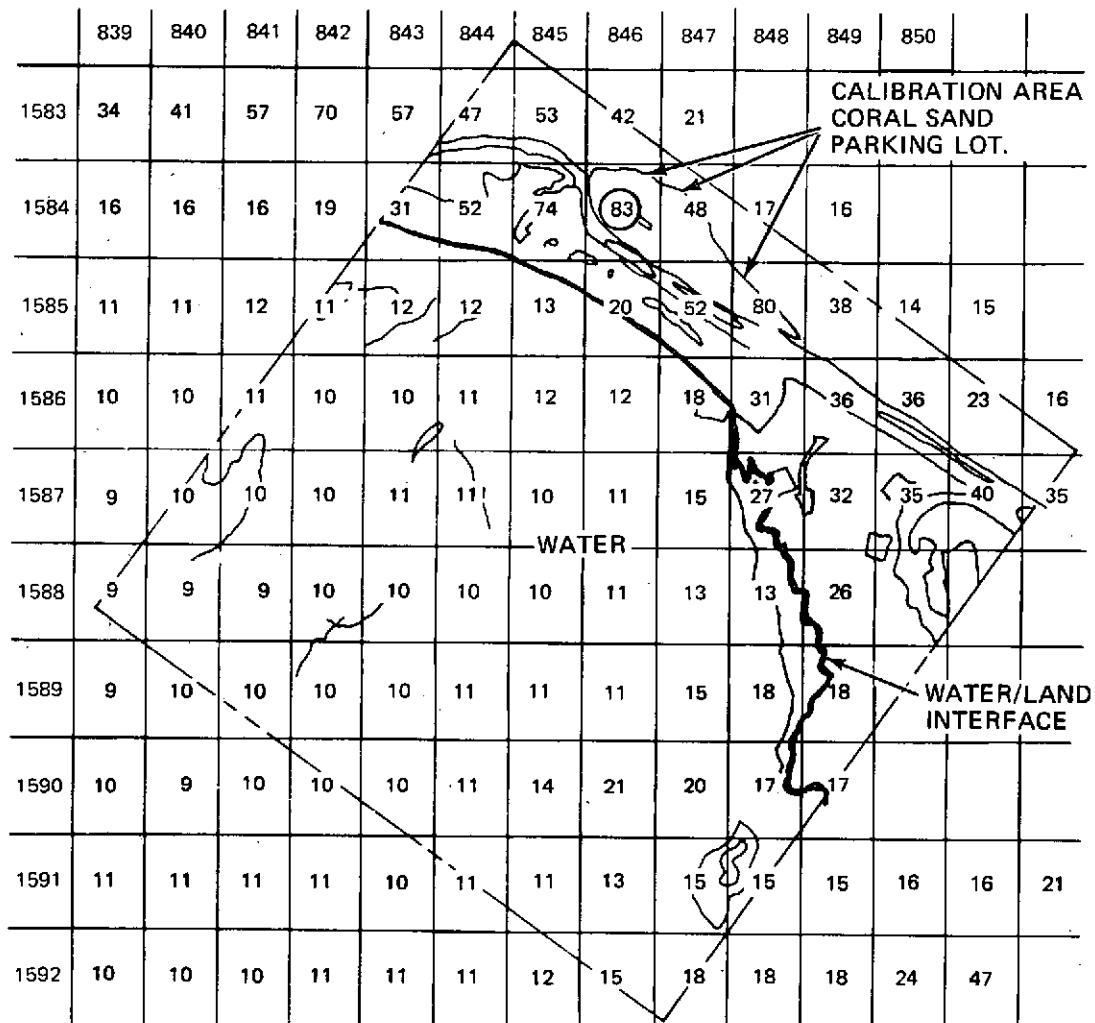 839 840 841 842 843 844 845 846 847 848 849 850
1583 34 41 57 70 57 47 53 42 21
CALIBRATION AREA
CORAL SAND
PARKING LOT.
1584 16 16 16 19 31 52 74 83 48 17 16
1585 11 11 12 11 12 12 13 20 52 80 38 14 15
1586 10 10 11 10 10 11 12 12 18 31 36 36 23 16
1587 9 10 10 10 11 11 10 11 15 27 32 35 40 35
WATER
1588 9 9 9 10 10 10 10 11 13 13 26
1589 9 10 10 10 10 11 11 11 15 18 18
WATER/LAND
INTERFACE
1590 10 9 10 10 10 11 14 21 20 17 17
1591 11 11 11 11 10 11 11 13 15 15 15 16 16 21
1592 10 10 10 11 11 11 12 15 18 18 18 24 47